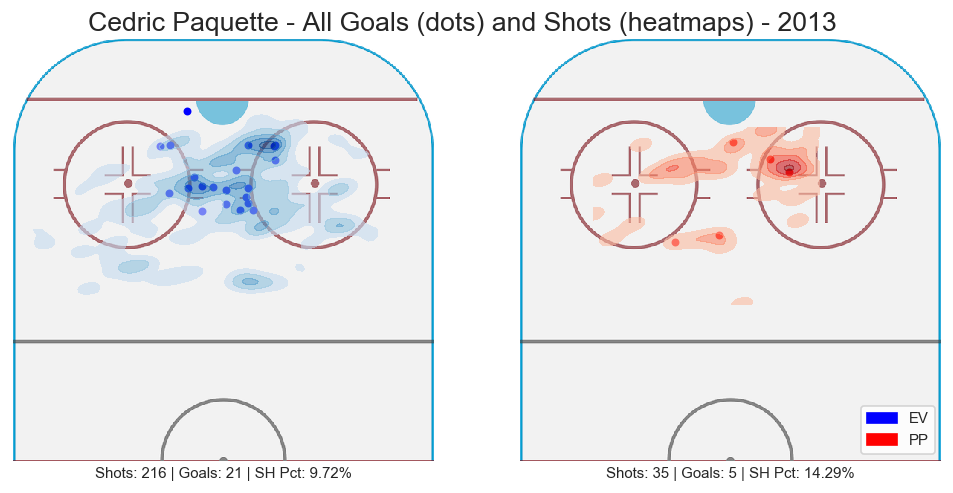 Cedric Paquette - All Goals (dots) and Shots (heatmaps) - 2013
EV
PP
Shots: 216 | Goals: 21 | SH Pct: 9.72%
Shots: 35 | Goals: 5 | SH Pct: 14.29%